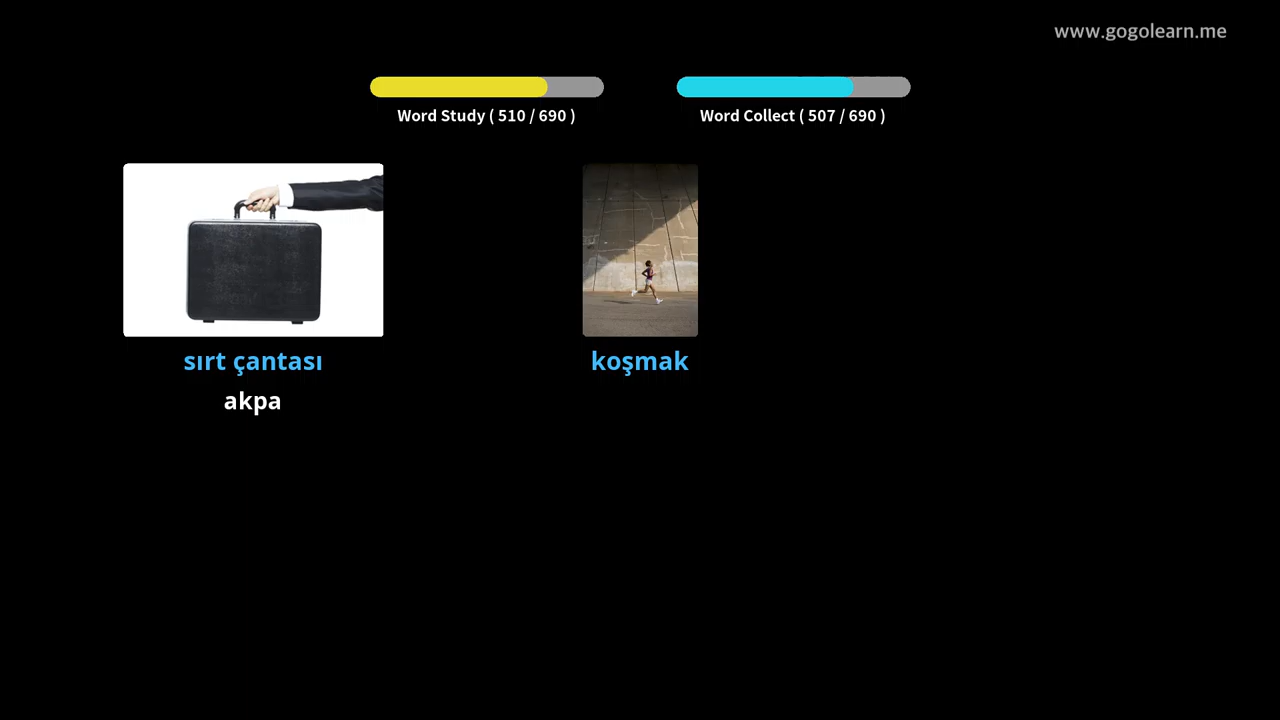 www.gogolearn.me
Word Study ( 510 / 690 )
Word Collect ( 507 / 690 )
sırt çantası
akpa
koşmak